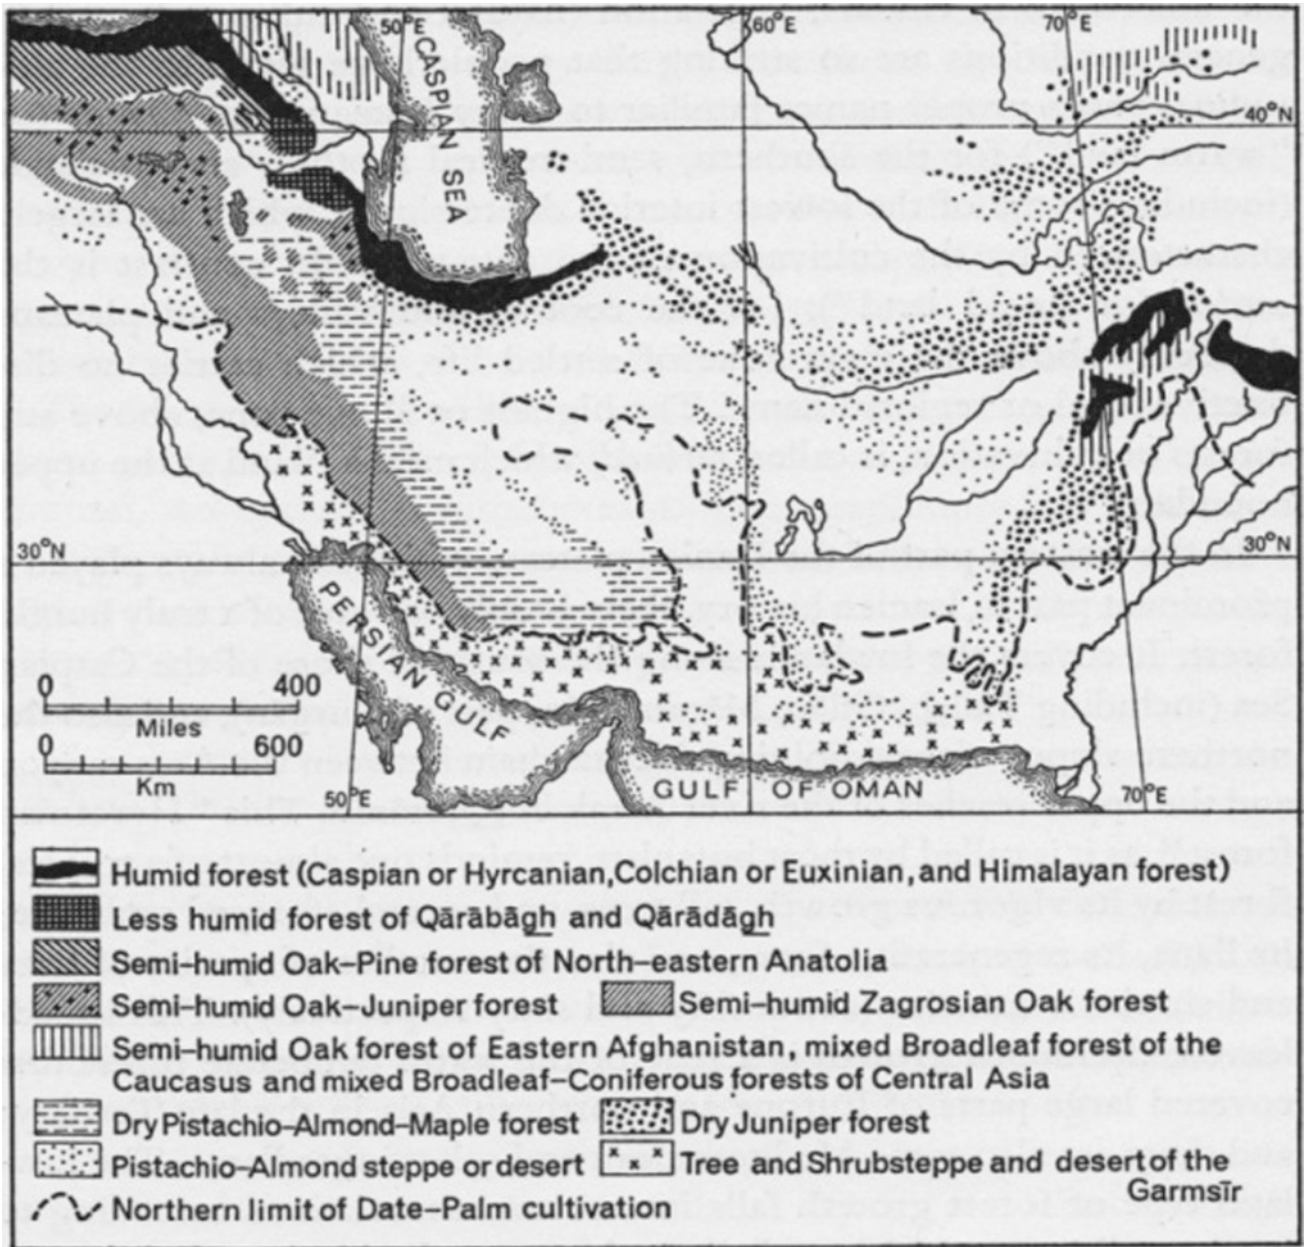 50°E
60°E
70°E
CASPIAN SEA
40°N
30°N
30°N
PERSIAN GULF
0 400
Miles
0 600
Km
GULF OF OMAN
50°E
70°E
Humid forest (Caspian or Hyrcanian, Colchian or Euxinian, and Himalayan forest)
Less humid forest of Qārābāgh and Qārādāgh
Semi-humid Oak-Pine forest of North-eastern Anatolia
Semi-humid Oak-Juniper forest
Semi-humid Zagrosian Oak forest
Semi-humid Oak forest of Eastern Afghanistan, mixed Broadleaf forest of the
Caucasus and mixed Broadleaf-Coniferous forests of Central Asia
Dry Pistachio-Almond-Maple forest
Dry Juniper forest
Pistachio-Almond steppe or desert
Tree and Shrubsteppe and desert of the
Garmsīr
Northern limit of Date-Palm cultivation